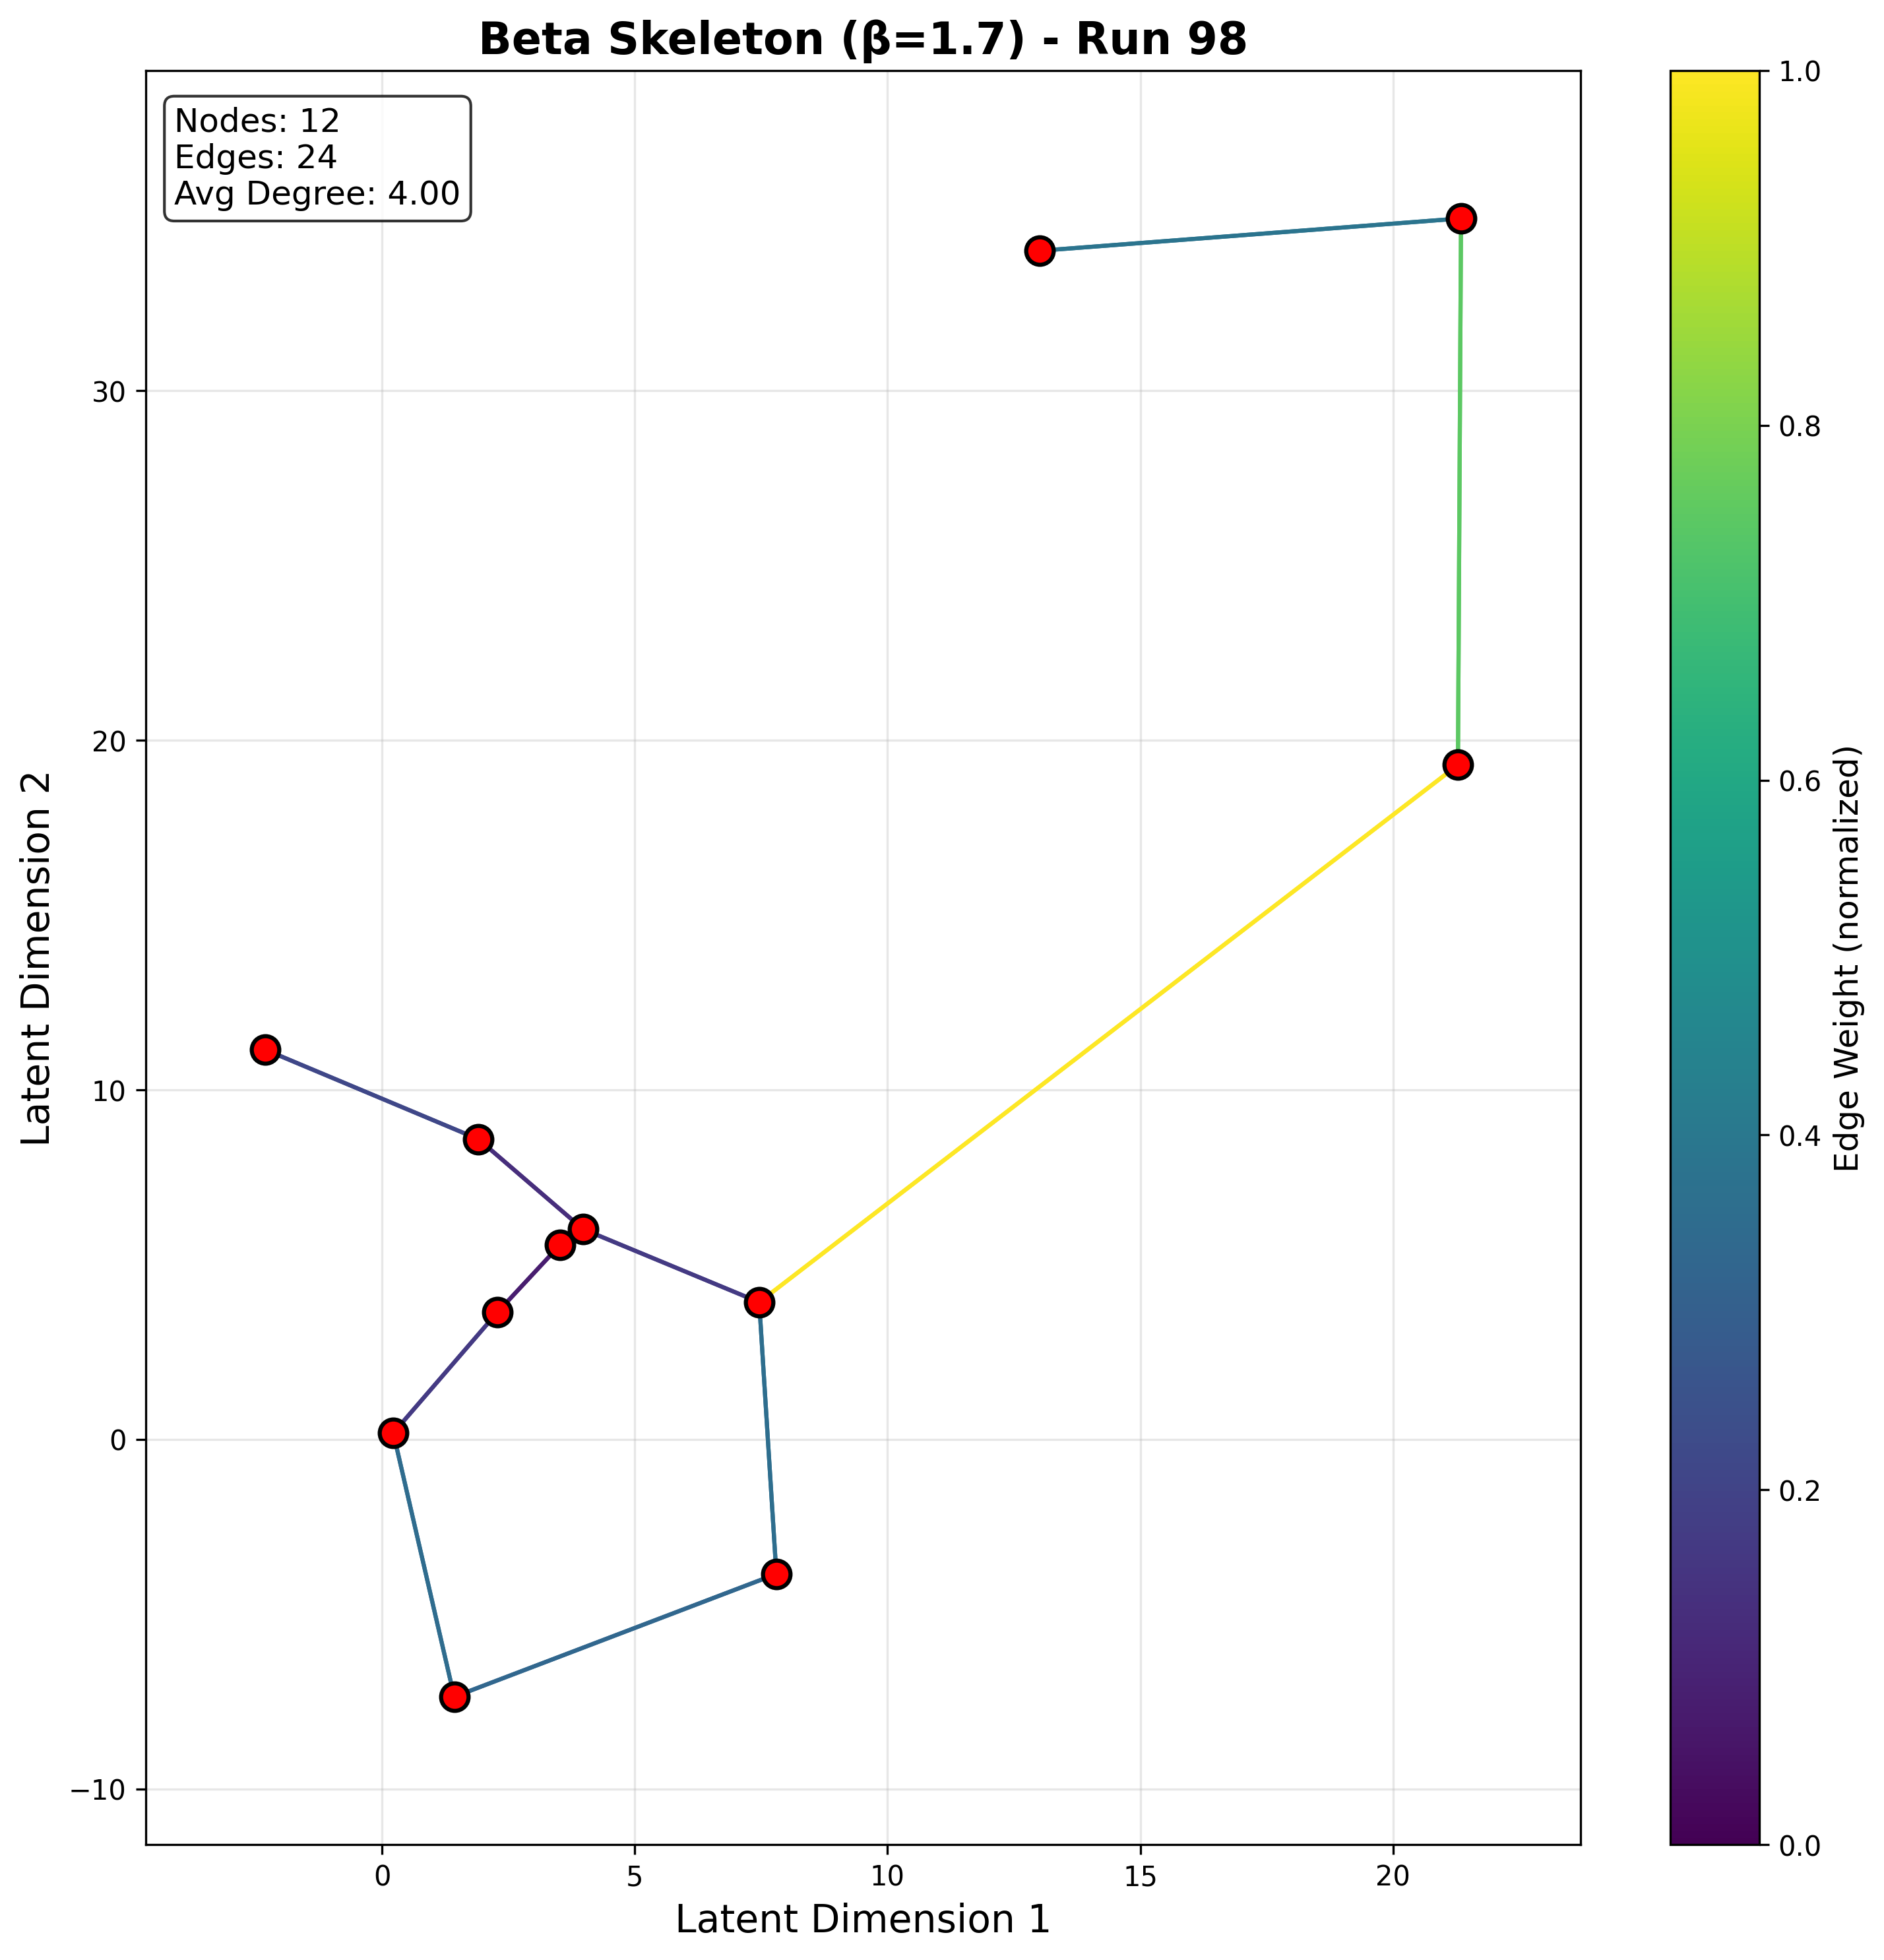 Beta Skeleton (β=1.7) - Run 98
Nodes: 12
Edges: 24
Avg Degree: 4.00
Latent Dimension 2
30
20
10
0
−10
0
5
10
15
20
Latent Dimension 1
1.0
0.8
0.6
0.4
0.2
0.0
Edge Weight (normalized)